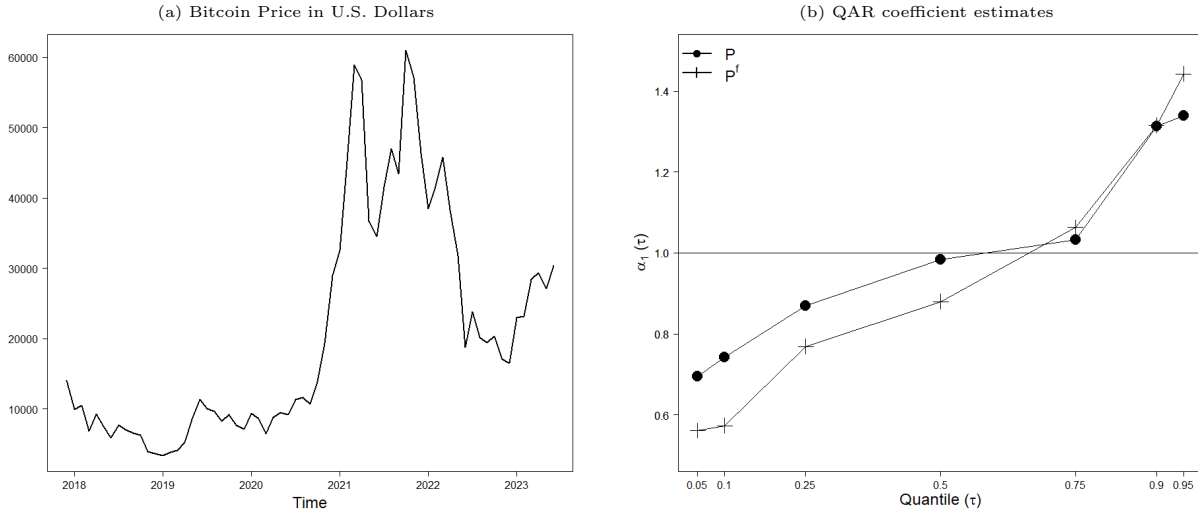 (a) Bitcoin Price in U.S. Dollars
60000
50000
40000
30000
20000
10000
2018 2019 2020 2021 2022 2023
Time
(b) QAR coefficient estimates
P
P^f
1.4
1.2
1.0
0.8
0.6
α₁(τ)
0.05 0.1 0.25 0.5 0.75 0.9 0.95
Quantile (τ)